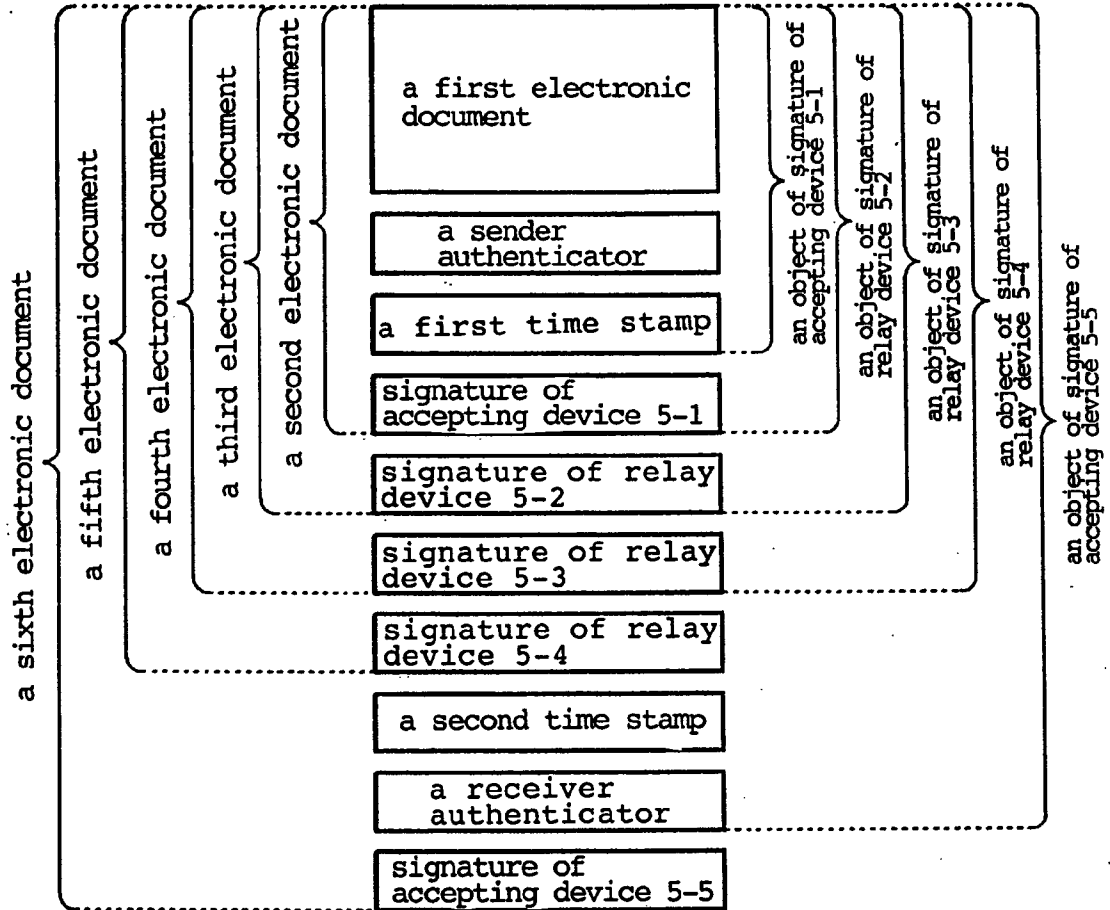 a sixth electronic document
a fifth electronic document
a fourth electronic document
a third electronic document
a second electronic document
a first electronic
document
a sender
authenticator
a first time stamp
signature of
accepting device 5-1
signature of relay
device 5-2
signature of relay
device 5-3
signature of relay
device 5-4
a second time stamp
a receiver
authenticator
signature of
accepting device 5-5
an object of signature of
accepting device 5-1
an object of signature of
relay device 5-2
an object of signature of
relay device 5-3
an object of signature of
relay device 5-4
an object of signature of
accepting device 5-5